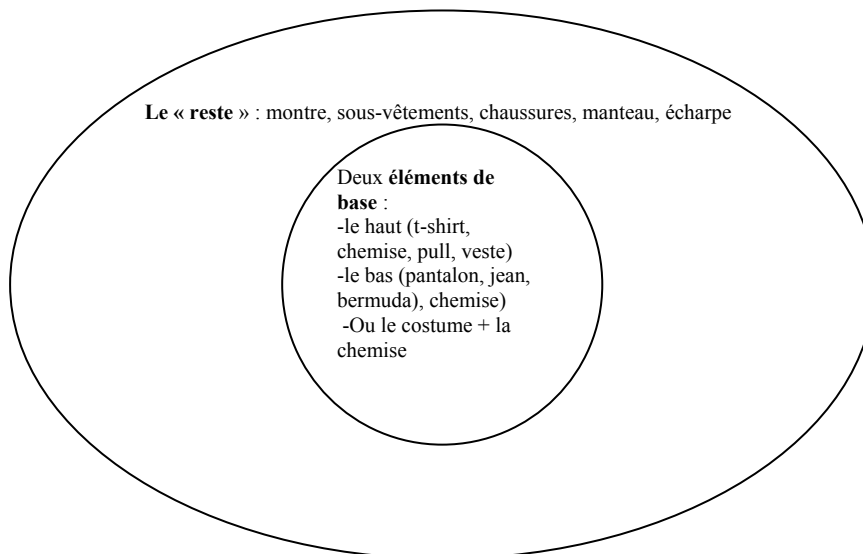 Le « reste » : montre, sous-vêtements, chaussures, manteau, écharpe
Deux éléments de
base :
-le haut (t-shirt,
chemise, pull, veste)
-le bas (pantalon, jean,
bermuda), chemise)
-Ou le costume + la
chemise